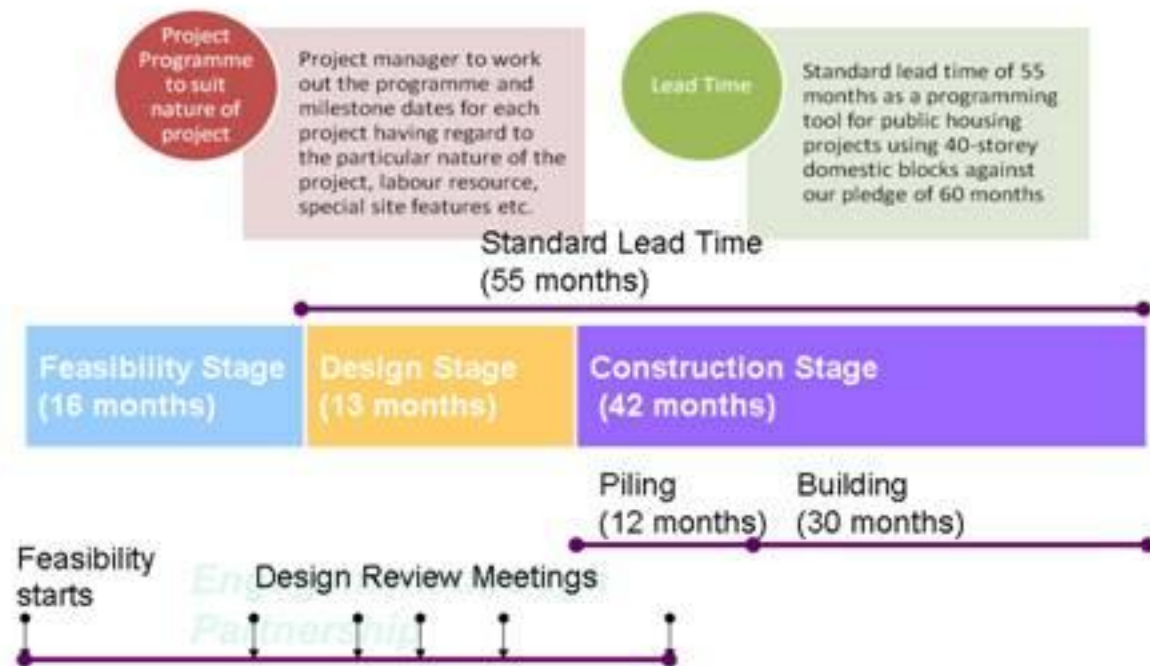 Project
Programme
to suit
nature of
project
Project manager to work
out the programme and
milestone dates for each
project having regard to
the particular nature of the
project, labour resource,
special site features etc.
Lead Time
Standard lead time of 55
months as a programming
tool for public housing
projects using 40-storey
domestic blocks against
our pledge of 60 months
Standard Lead Time
(55 months)
Feasibility Stage
(16 months)
Design Stage
(13 months)
Construction Stage
(42 months)
Piling
(12 months)
Building
(30 months)
Feasibility
starts
Design Review Meetings
Partnership